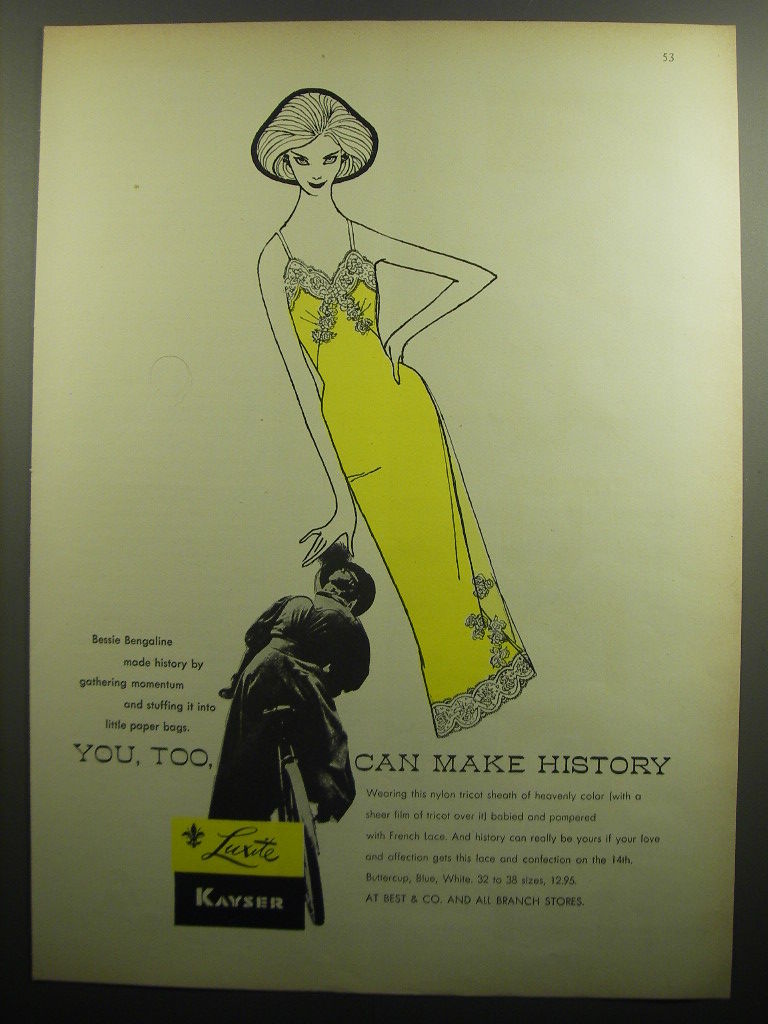 53
Bessie Bengaline
made history by
gathering momentum
and stuffing it into
little paper bags.
YOU, TOO, CAN MAKE HISTORY
Wearing this nylon tricot sheath of heavenly color (with a
sheer film of tricot over it) babied and pampered
with French Lace. And history can really be yours if your love
and affection gets this lace and confection on the 14th.
Buttercup, Blue, White. 32 to 38 sizes, 12.95.
AT BEST & CO. AND ALL BRANCH STORES.
Luxite
KAYSER